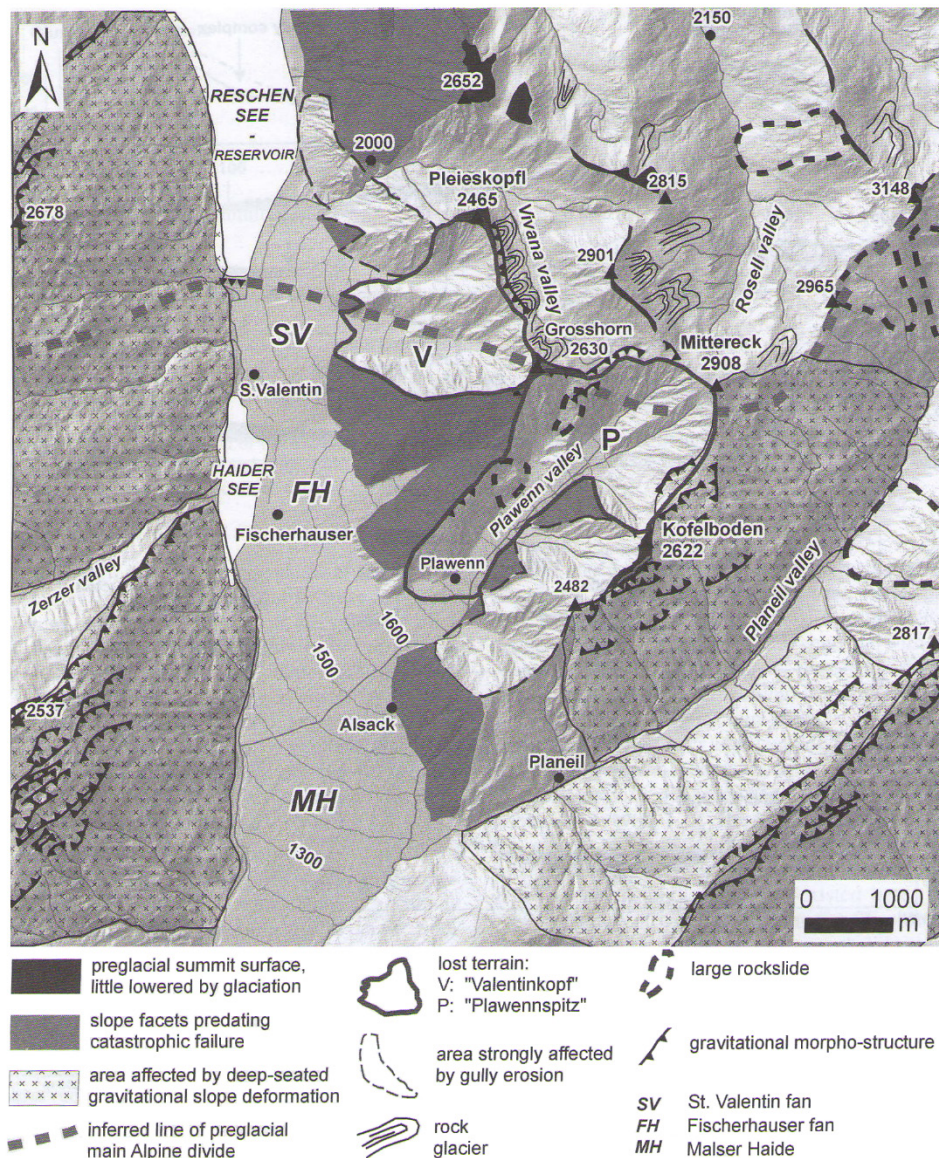 N
2150
2652
RESCHEN
SEE
-
RESERVOIR
2000
Pleieskopfl
2465
2815
3148
2678
Vivana valley
2901
Rosell valley
2965
SV
Grosshorn
2630
Mittereck
2908
V
S.Valentin
P
HAIDER
SEE
FH
Plawenn valley
Fischerhauser
Kofelboden
2622
Plawenn
Zerzer valley
2482
Planeil valley
1600
1500
2817
2537
Alsack
Planeil
MH
1300
0 1000
m
preglacial summit surface,
little lowered by glaciation
slope facets predating
catastrophic failure
area affected by deep-seated
gravitational slope deformation
inferred line of preglacial
main Alpine divide
lost terrain:
V: "Valentinkopf"
P: "Plawennspitz"
area strongly affected
by gully erosion
rock
glacier
large rockslide
gravitational morpho-structure
SV St. Valentin fan
FH Fischerhauser fan
MH Malser Haide